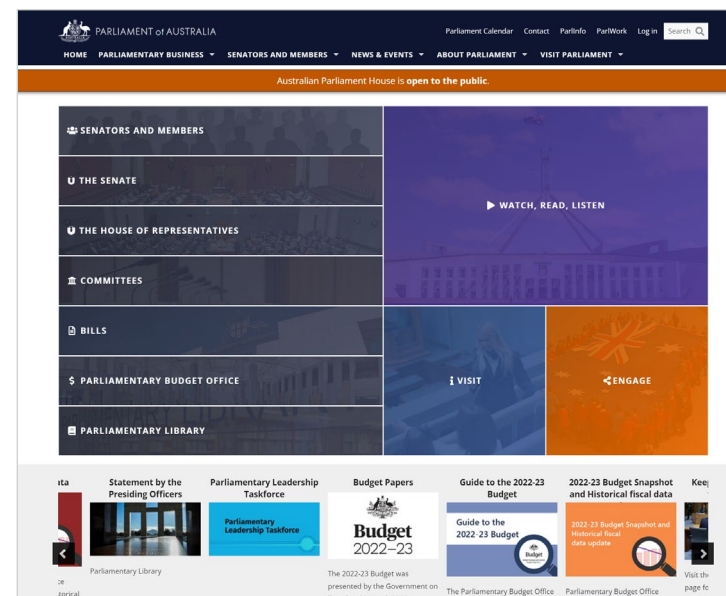 PARLIAMENT of AUSTRALIA
Parliament Calendar Contact ParlInfo ParlWork Log in Search
HOME PARLIAMENTARY BUSINESS SENATORS AND MEMBERS NEWS & EVENTS ABOUT PARLIAMENT VISIT PARLIAMENT
Australian Parliament House is open to the public.
SENATORS AND MEMBERS
THE SENATE
THE HOUSE OF REPRESENTATIVES
COMMITTEES
BILLS
PARLIAMENTARY BUDGET OFFICE
PARLIAMENTARY LIBRARY
WATCH, READ, LISTEN
VISIT
ENGAGE
Statement by the
Presiding Officers
Parliamentary Library
Parliamentary Leadership
Taskforce
Parliamentary
Leadership Taskforce
Budget Papers
Budget
2022–23
The 2022-23 Budget was
presented by the Government on
Guide to the 2022-23
Budget
Guide to the
2022-23 Budget
Budget
The Parliamentary Budget Office
2022-23 Budget Snapshot
and Historical fiscal data
2022-23 Budget Snapshot and
Historical fiscal
data update
Parliamentary Budget Office
Visit
page